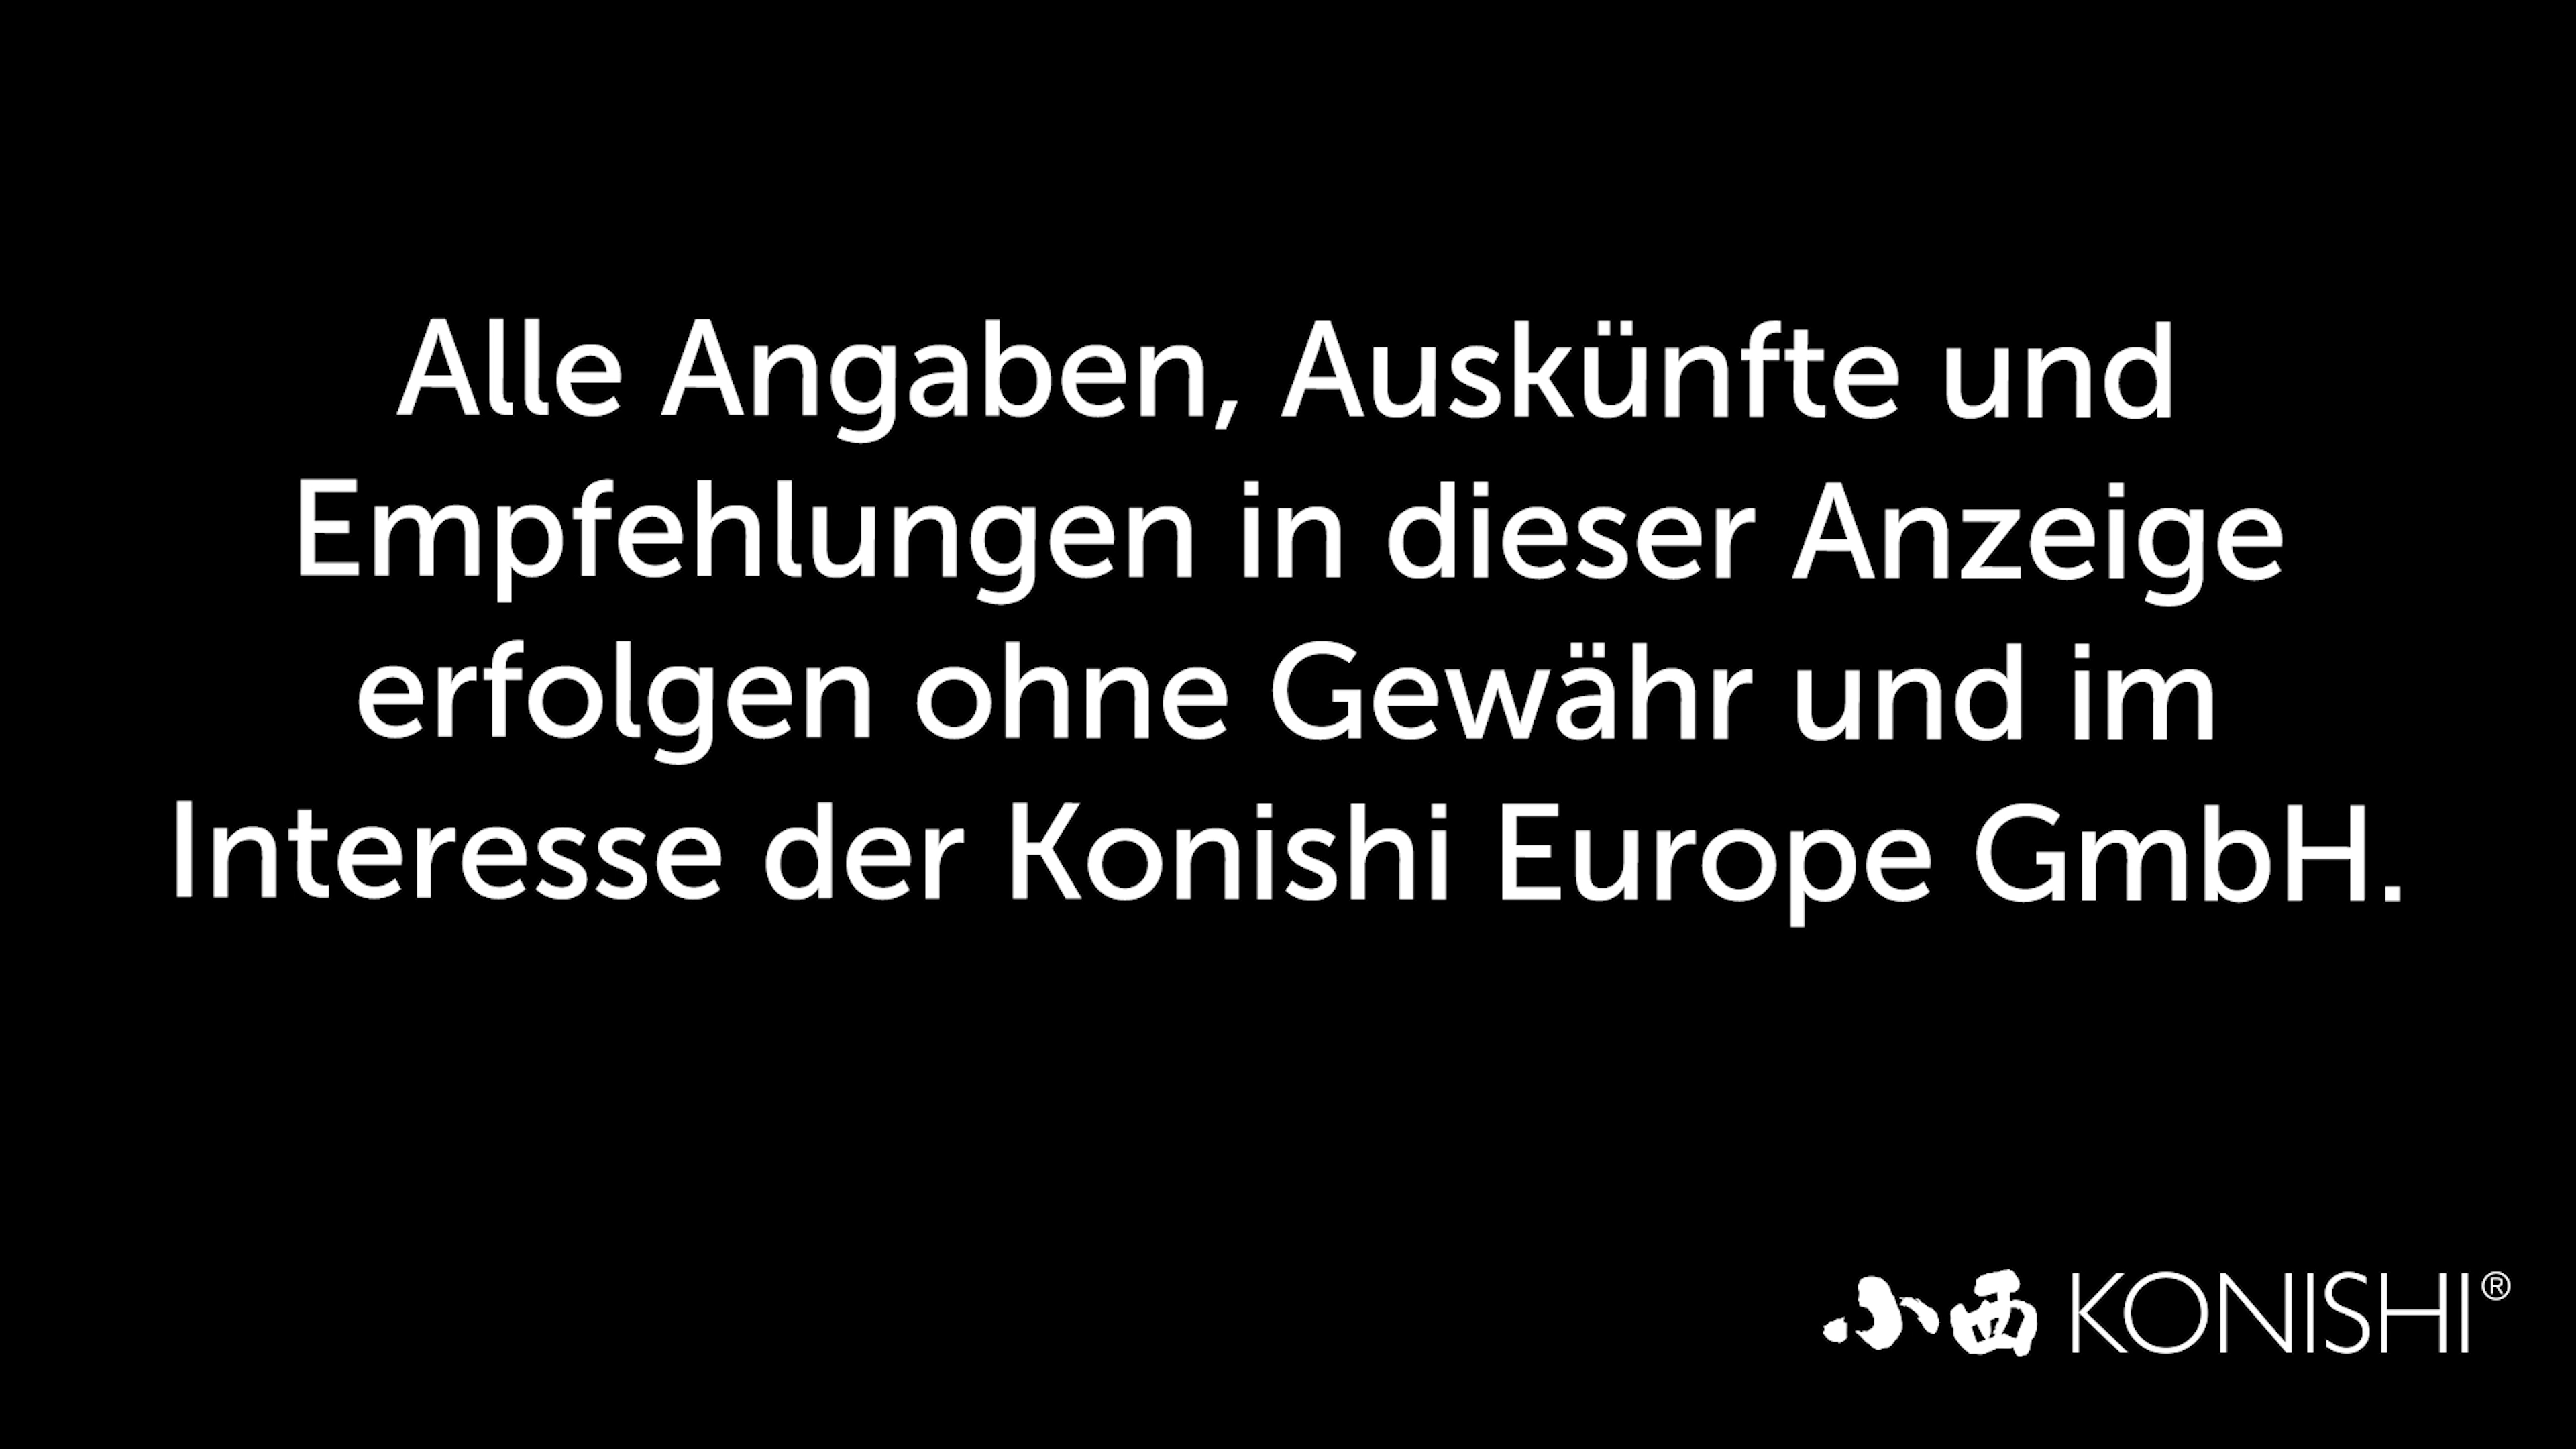 Alle Angaben, Auskünfte und
Empfehlungen in dieser Anzeige
erfolgen ohne Gewähr und im
Interesse der Konishi Europe GmbH.
小西 KONISHI®